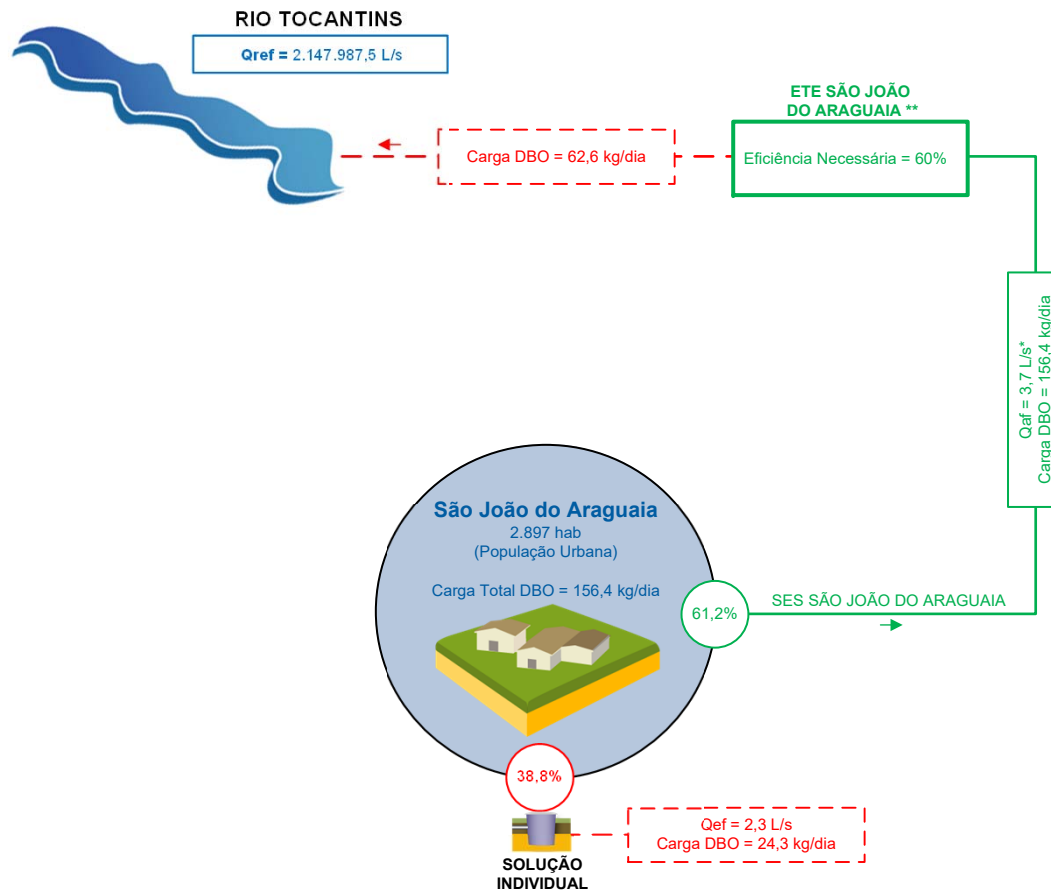 RIO TOCANTINS
Qref = 2.147.987,5 L/s
ETE SÃO JOÃO
DO ARAGUAIA **
Carga DBO = 62,6 kg/dia
Eficiência Necessária = 60%
Qaf = 3,7 L/s*
Carga DBO = 156,4 kg/dia
São João do Araguaia
2.897 hab
(População Urbana)
Carga Total DBO = 156,4 kg/dia
61,2%
SES SÃO JOÃO DO ARAGUAIA
38,8%
Qef = 2,3 L/s
Carga DBO = 24,3 kg/dia
SOLUÇÃO
INDIVIDUAL